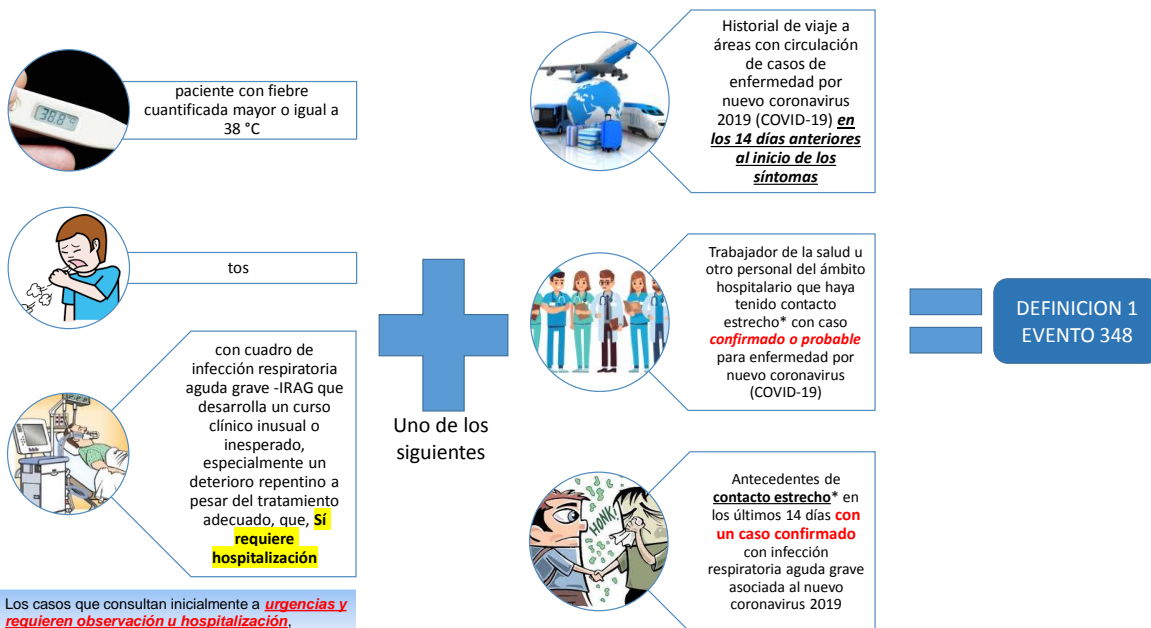 38.8°c
paciente con fiebre
cuantificada mayor o igual a
38 °C
tos
con cuadro de
infección respiratoria
aguda grave -IRAG que
desarrolla un curso
clínico inusual o
inesperado,
especialmente un
deterioro repentino a
pesar del tratamiento
adecuado, que, Sí
requiere
hospitalización
Los casos que consultan inicialmente a urgencias y
requieren observación u hospitalización,
Uno de los
siguientes
Historial de viaje a
áreas con circulación
de casos de
enfermedad por
nuevo coronavirus
2019 (COVID-19) en
los 14 días anteriores
al inicio de los
síntomas
Trabajador de la salud u
otro personal del ámbito
hospitalario que haya
tenido contacto
estrecho* con caso
confirmado o probable
para enfermedad por
nuevo coronavirus
(COVID-19)
HONK!
Antecedentes de
contacto estrecho* en
los últimos 14 días con
un caso confirmado
con infección
respiratoria aguda grave
asociada al nuevo
coronavirus 2019
DEFINICION 1
EVENTO 348